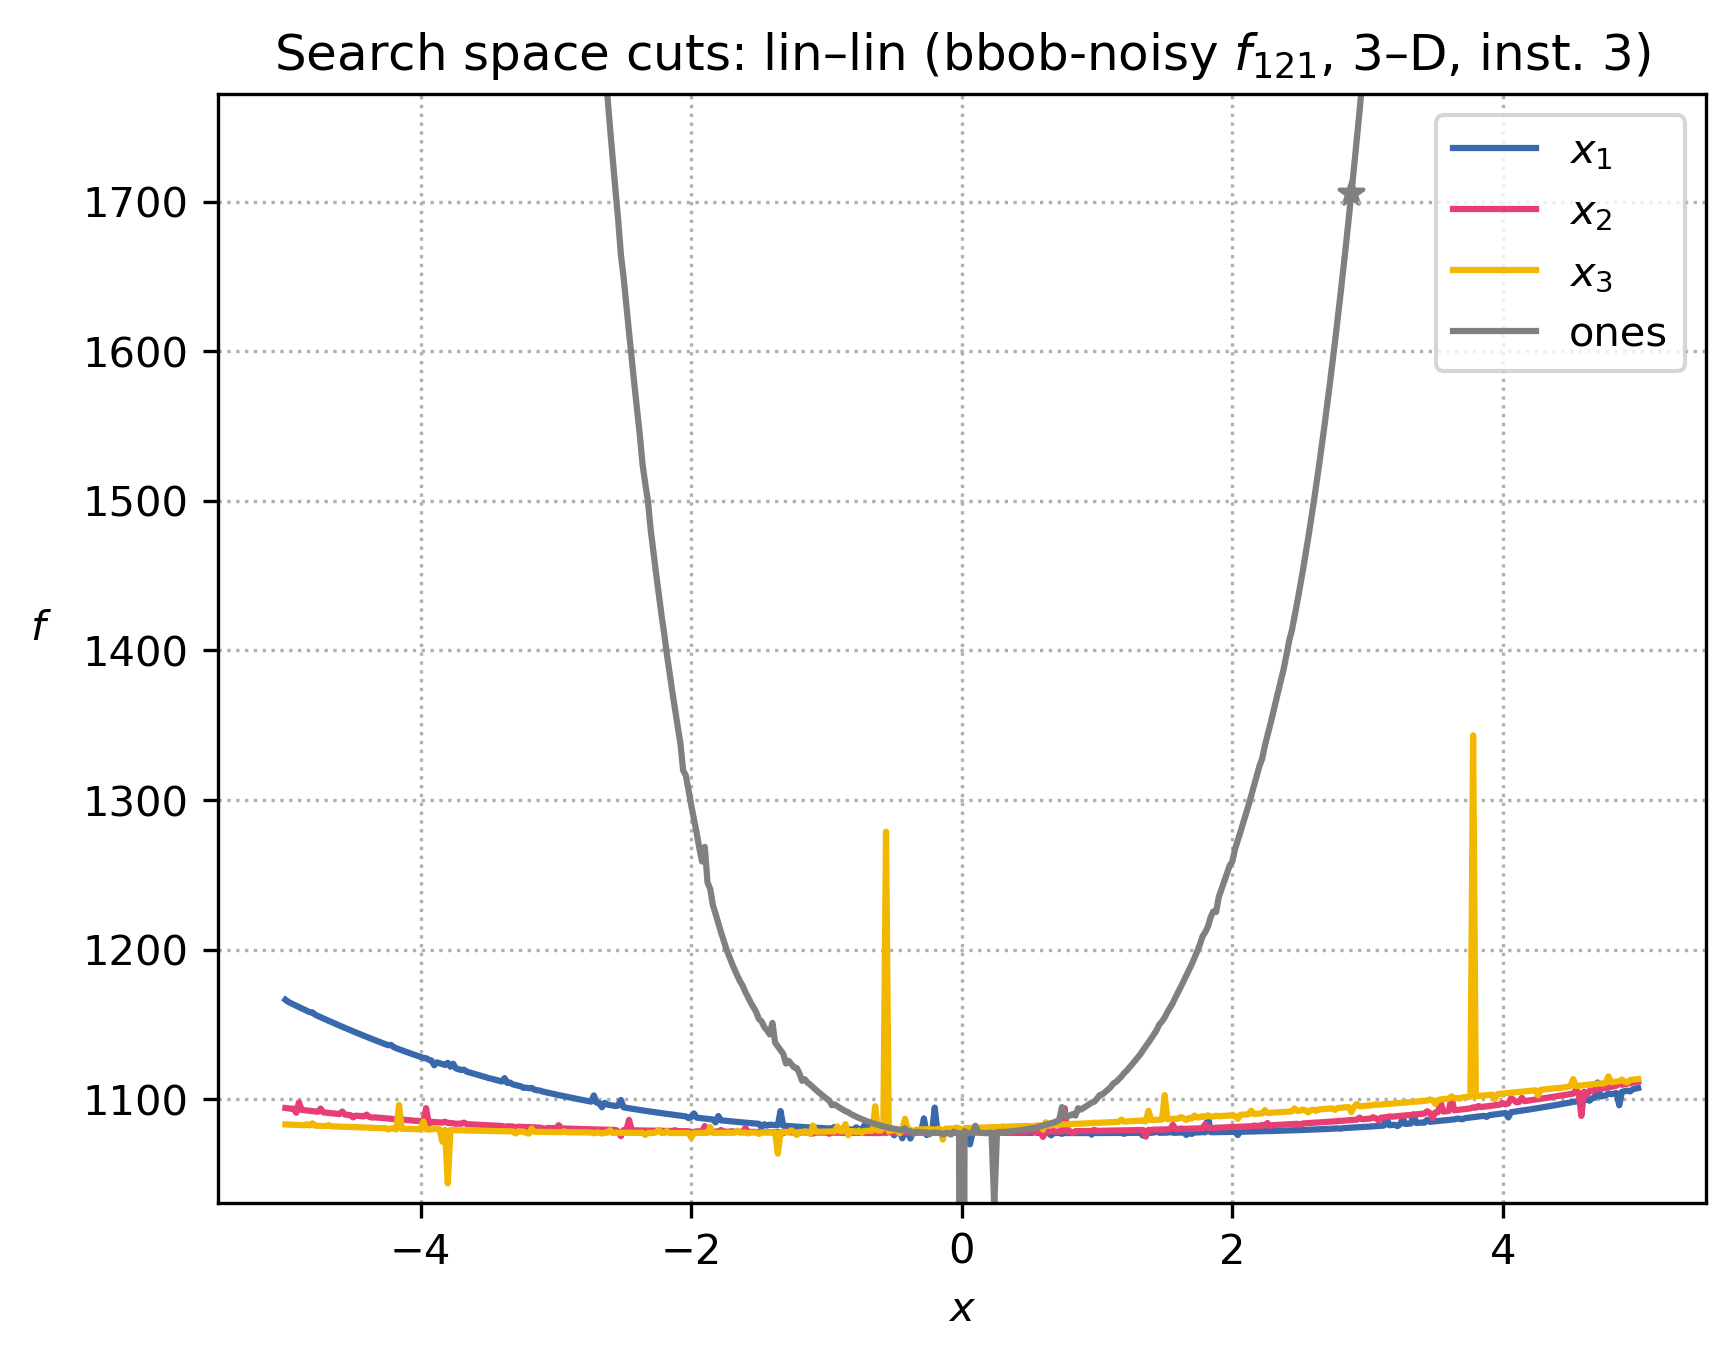 Search space cuts: lin–lin (bbob-noisy f₁₂₁, 3–D, inst. 3)
x₁
x₂
x₃
ones
f
1700
1600
1500
1400
1300
1200
1100
−4
−2
0
2
4
x